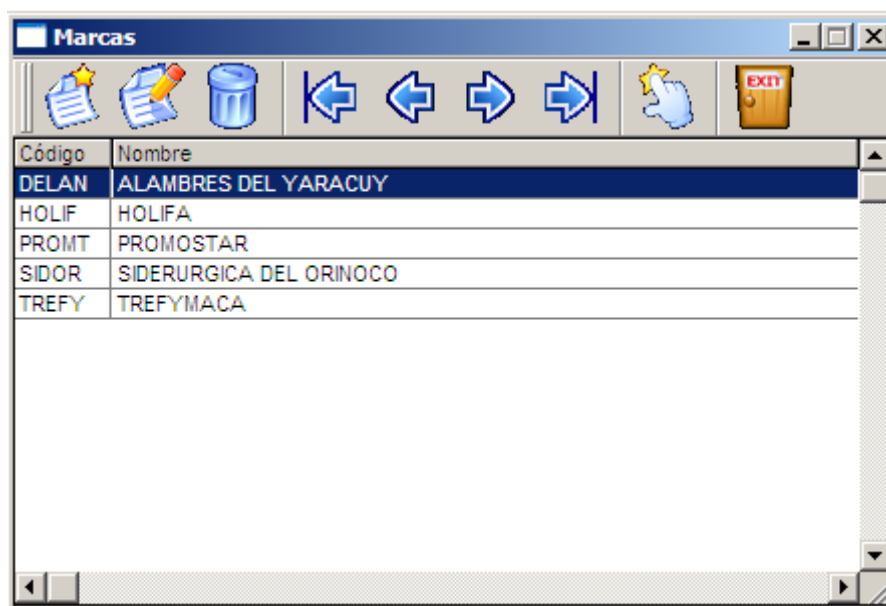 Marcas
EXIT
Código Nombre
DELAN ALAMBRES DEL YARACUY
HOLIF HOLIFA
PROMT PROMOSTAR
SIDOR SIDERURGICA DEL ORINOCO
TREFY TREFYMACA